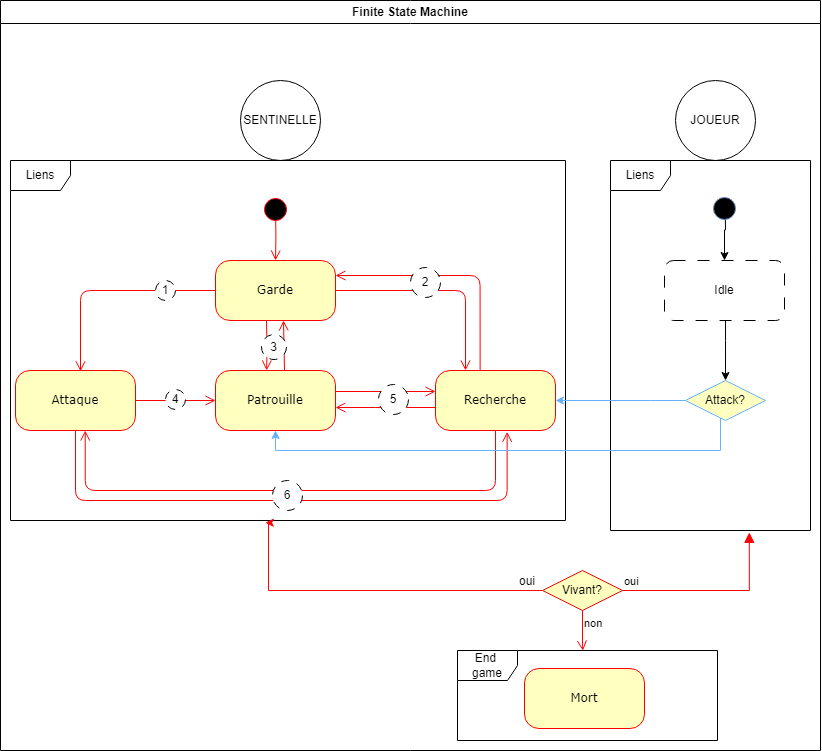 Finite State Machine
SENTINELLE
JOUEUR
Liens
Liens
Garde
1
2
3
Idle
Attaque
4
Patrouille
5
Recherche
Attack?
6
oui
Vivant?
oui
non
End
game
Mort